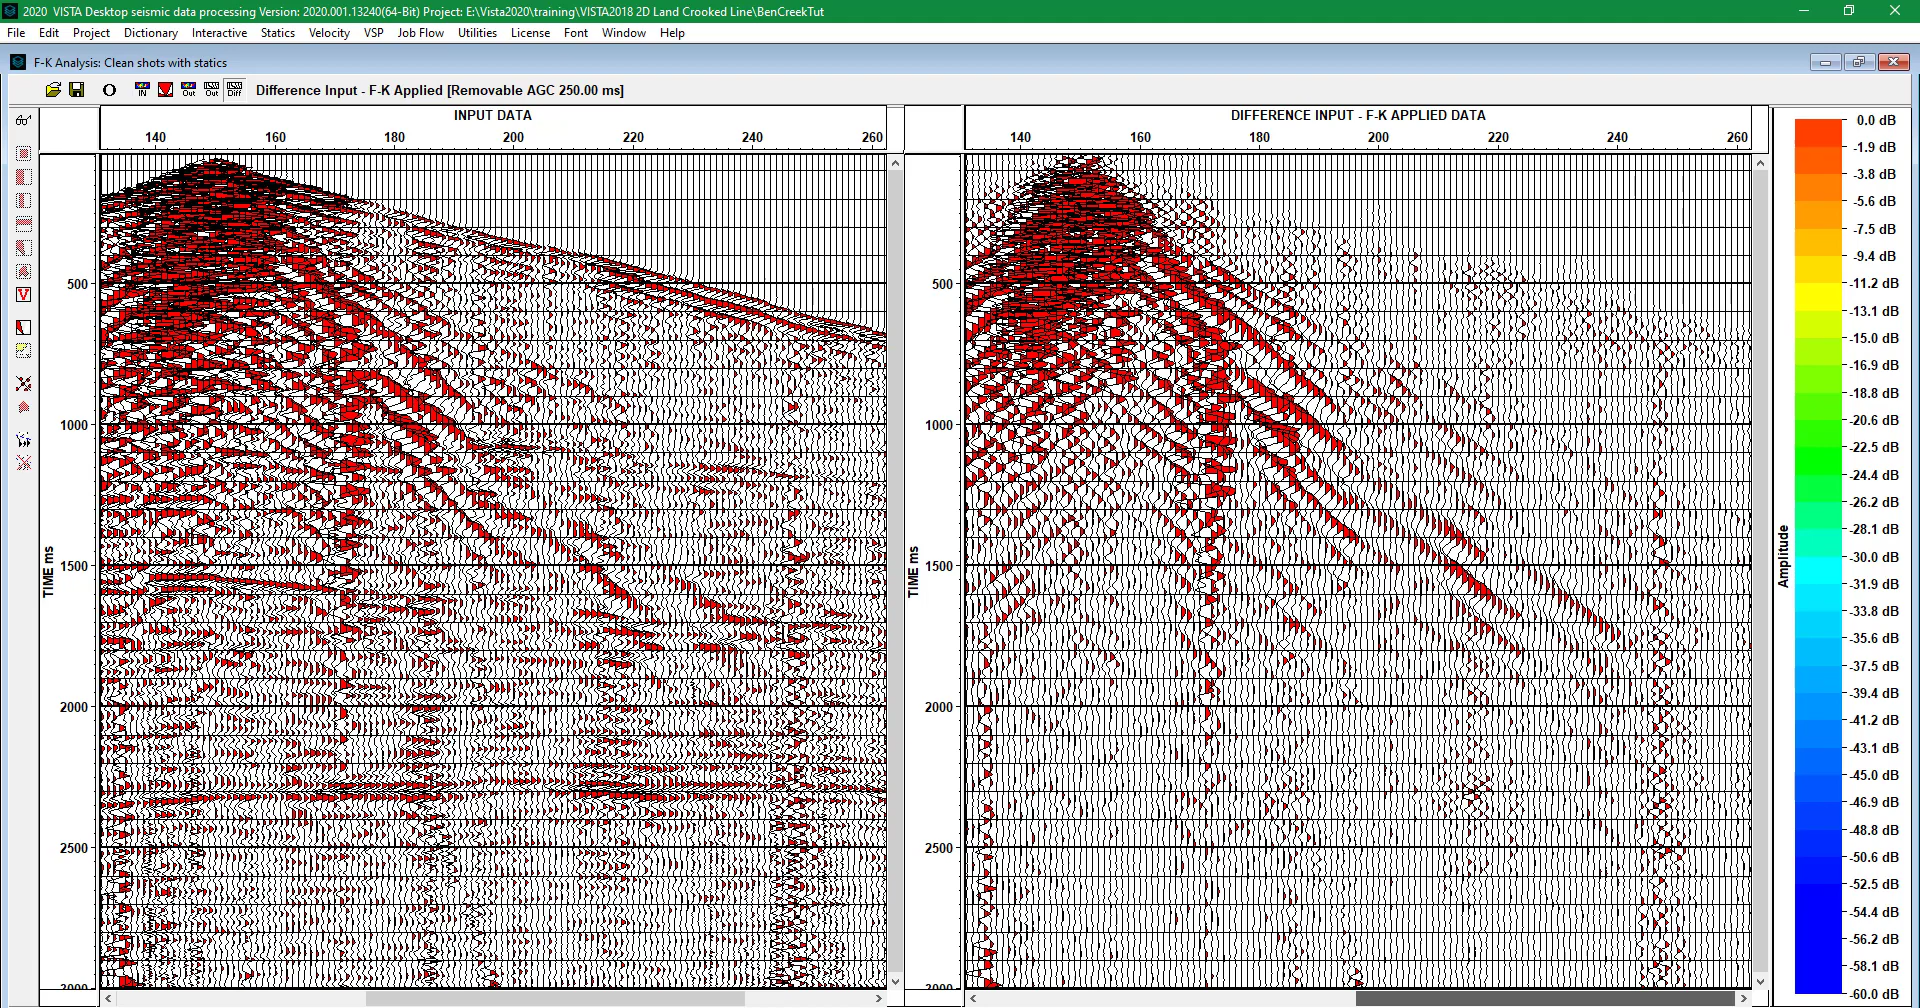 2020 VISTA Desktop seismic data processing Version: 2020.001.13240(64-Bit) Project: E:\Vista2020\training\VISTA2018 2D Land Crooked Line\BenCreekTut
File Edit Project Dictionary Interactive Statics Velocity VSP Job Flow Utilities License Font Window Help
F-K Analysis: Clean shots with statics
O IN Out Out Diff Difference Input - F-K Applied [Removable AGC 250.00 ms]
INPUT DATA
140 160 180 200 220 240 260
TIME ms
500
1000
1500
2000
2500
DIFFERENCE INPUT - F-K APPLIED DATA
140 160 180 200 220 240 260
TIME ms
500
1000
1500
2000
2500
Amplitude
0.0 dB
-1.9 dB
-3.8 dB
-5.6 dB
-7.5 dB
-9.4 dB
-11.2 dB
-13.1 dB
-15.0 dB
-16.9 dB
-18.8 dB
-20.6 dB
-22.5 dB
-24.4 dB
-26.2 dB
-28.1 dB
-30.0 dB
-31.9 dB
-33.8 dB
-35.6 dB
-37.5 dB
-39.4 dB
-41.2 dB
-43.1 dB
-45.0 dB
-46.9 dB
-48.8 dB
-50.6 dB
-52.5 dB
-54.4 dB
-56.2 dB
-58.1 dB
-60.0 dB
V